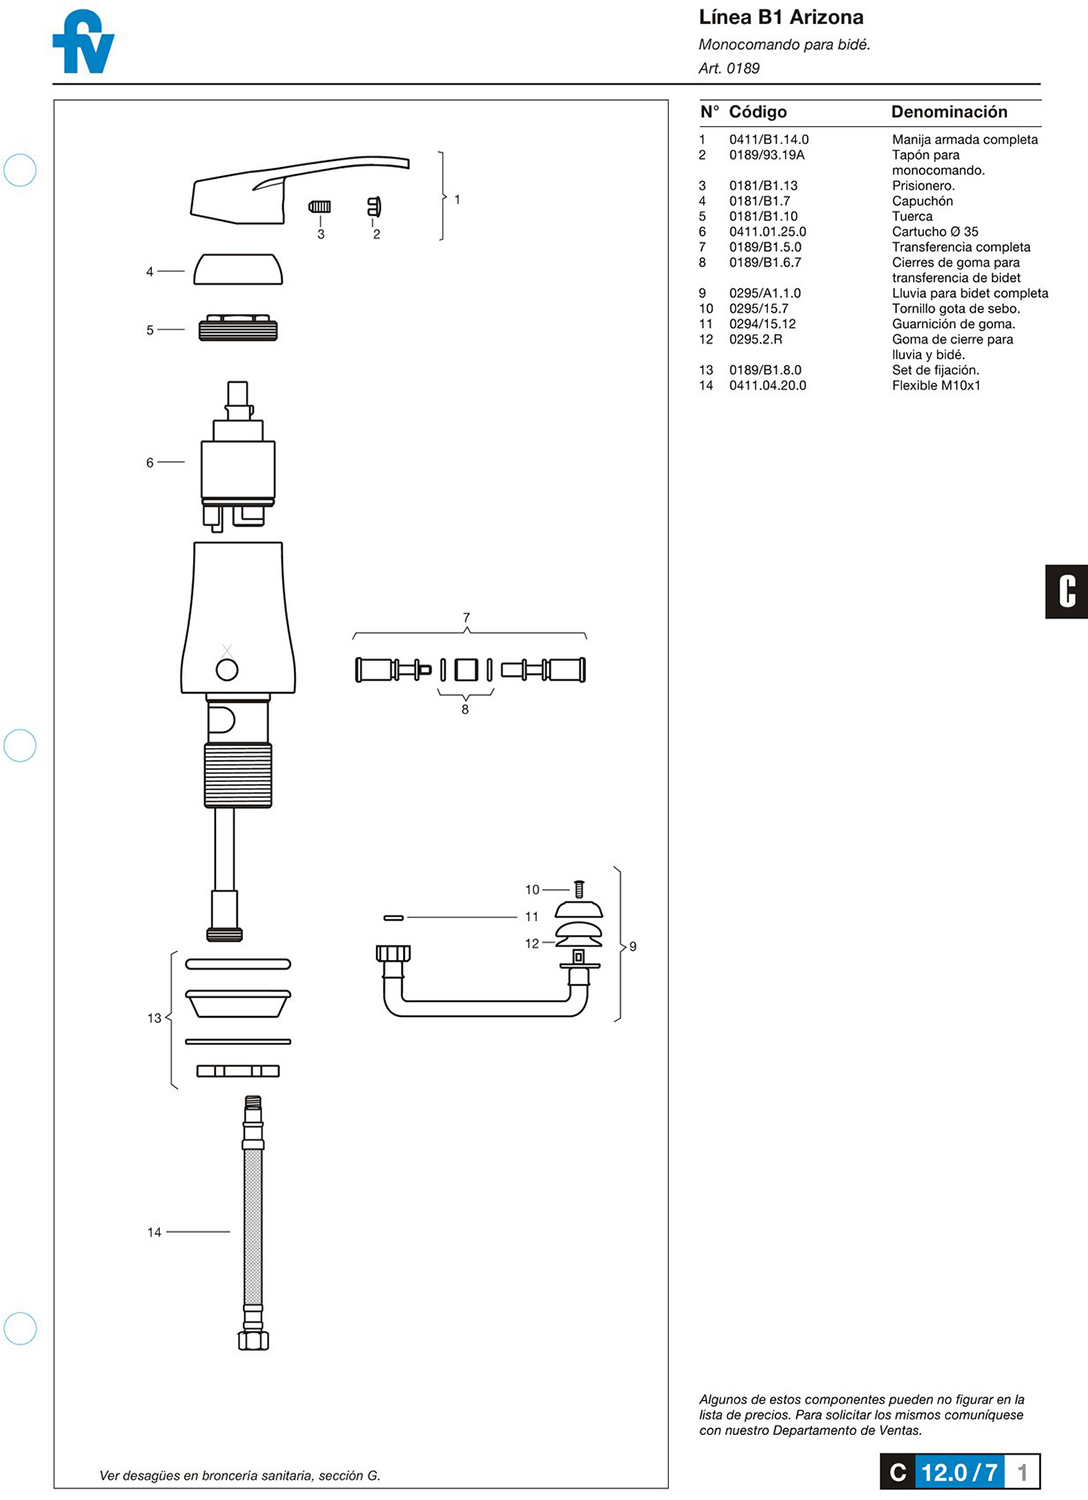 fv
Línea B1 Arizona
Monocomando para bidé.
Art. 0189
N° Código Denominación
1 0411/B1.14.0 Manija armada completa
2 0189/93.19A Tapón para
monocomando.
3 0181/B1.13 Prisionero.
4 0181/B1.7 Capuchón
5 0181/B1.10 Tuerca
6 0411.01.25.0 Cartucho Ø 35
7 0189/B1.5.0 Transferencia completa
8 0189/B1.6.7 Cierres de goma para
transferencia de bidet
9 0295/A1.1.0 Lluvia para bidet completa
10 0295/15.7 Tornillo gota de sebo.
11 0294/15.12 Guarnición de goma.
12 0295.2.R Goma de cierre para
lluvia y bidé.
13 0189/B1.8.0 Set de fijación.
14 0411.04.20.0 Flexible M10x1
1
3
2
4
5
6
7
8
10
11
12
9
13
14
C
Algunos de estos componentes pueden no figurar en la
lista de precios. Para solicitar los mismos comuníquese
con nuestro Departamento de Ventas.
Ver desagües en broncería sanitaria, sección G.
C 12.0 / 7 1